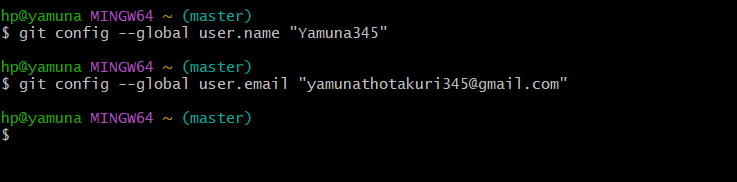 hp@yamuna MINGW64 ~ (master)
$ git config --global user.name "Yamuna345"
hp@yamuna MINGW64 ~ (master)
$ git config --global user.email "yamunathotakuri345@gmail.com"
hp@yamuna MINGW64 ~ (master)
$